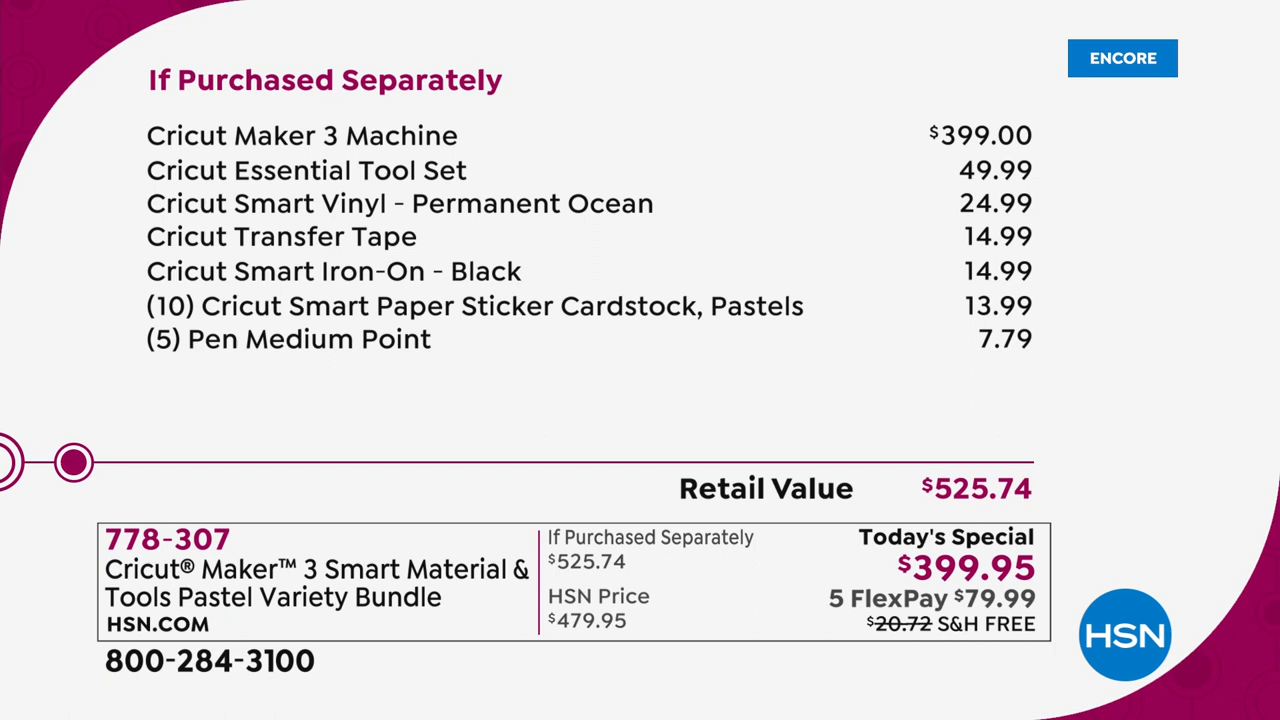 ENCORE
If Purchased Separately
Cricut Maker 3 Machine $399.00
Cricut Essential Tool Set 49.99
Cricut Smart Vinyl - Permanent Ocean 24.99
Cricut Transfer Tape 14.99
Cricut Smart Iron-On - Black 14.99
(10) Cricut Smart Paper Sticker Cardstock, Pastels 13.99
(5) Pen Medium Point 7.79
Retail Value $525.74
778-307
Cricut® Maker™ 3 Smart Material &
Tools Pastel Variety Bundle
HSN.COM
If Purchased Separately
$525.74
HSN Price
$479.95
Today's Special
$399.95
5 FlexPay $79.99
$20.72 S&H FREE
800-284-3100
HSN